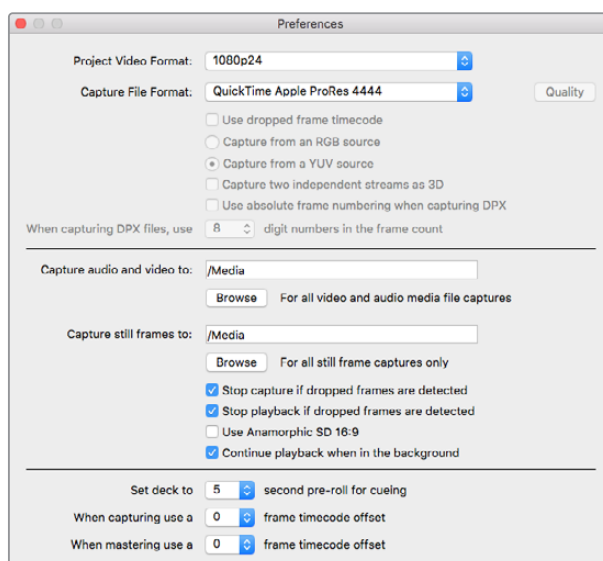 Preferences
Project Video Format: 1080p24
Capture File Format: QuickTime Apple ProRes 4444 Quality
Use dropped frame timecode
Capture from an RGB source
Capture from a YUV source
Capture two independent streams as 3D
Use absolute frame numbering when capturing DPX
When capturing DPX files, use 8 digit numbers in the frame count
Capture audio and video to: /Media
Browse For all video and audio media file captures
Capture still frames to: /Media
Browse For all still frame captures only
Stop capture if dropped frames are detected
Stop playback if dropped frames are detected
Use Anamorphic SD 16:9
Continue playback when in the background
Set deck to 5 second pre-roll for cueing
When capturing use a 0 frame timecode offset
When mastering use a 0 frame timecode offset